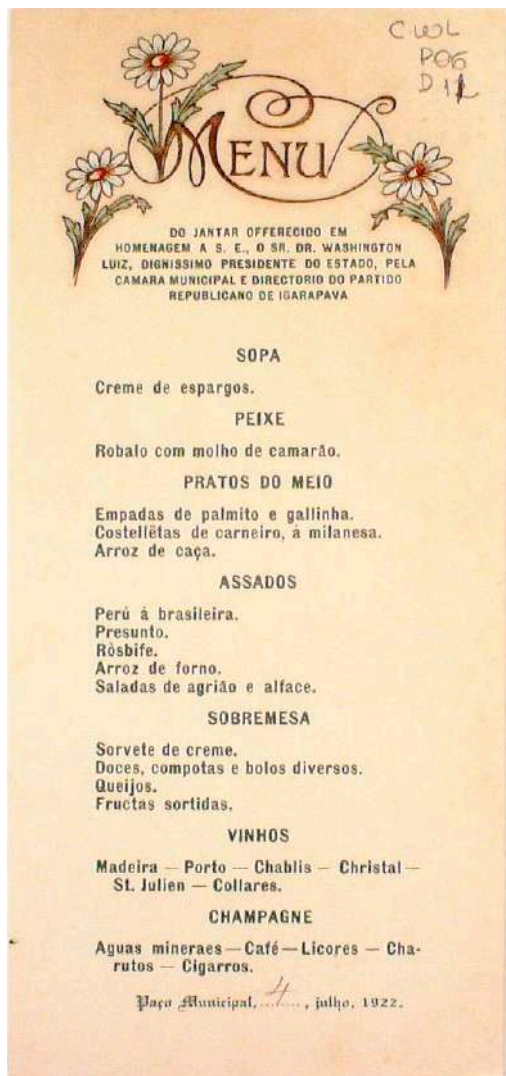 C WL
POG
MENU
DO JANTAR OFFERECIDO EM
HOMENAGEM A S. E., O SR. DR. WASHINGTON
LUIZ, DIGNISSIMO PRESIDENTE DO ESTADO, PELA
CAMARA MUNICIPAL E DIRECTORIO DO PARTIDO
REPUBLICANO DE IGARAPAVA
SOPA
Creme de espargos.
PEIXE
Robalo com molho de camarão.
PRATOS DO MEIO
Empadas de palmito e gallinha.
Costellêtas de carneiro, á milanesa.
Arroz de caça.
ASSADOS
Perú á brasileira.
Presunto.
Rósbife.
Arroz de forno.
Saladas de agrião e alface.
SOBREMESA
Sorvete de creme.
Doces, compotas e bolos diversos.
Queijos.
Fructas sortidas.
VINHOS
Madeira — Porto — Chablis — Christal —
St. Julien — Collares.
CHAMPAGNE
Aguas mineraes — Café — Licores — Cha-
rutos — Cigarros.
Paço Municipal, 4, julho, 1922.